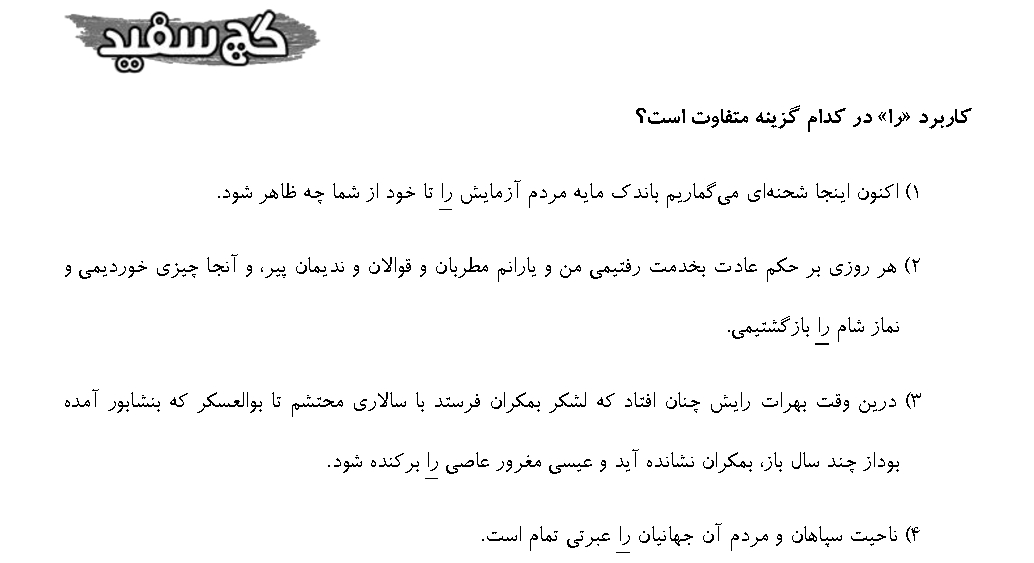 گچ سفید
کاربرد «را» در کدام گزینه متفاوت است؟
۱) اکنون اینجا شحنه‌ای می‌گماریم باندک مایه مردم آزمایش را تا خود از شما چه ظاهر شود.
۲) هر روزی بر حکم عادت بخدمت رفتیمی من و یارانم مطربان و قوالان و ندیمان پیر، و آنجا چیزی خوردیمی و
نماز شام را بازگشتیمی.
۳) درین وقت بهرات رایش چنان افتاد که لشکر بمکران فرستد با سالاری محتشم تا بوالعسکر که بنشابور آمده
بوداز چند سال باز، بمکران نشانده آید و عیسی مغرور عاصی را برکنده شود.
۴) ناحیت سپاهان و مردم آن جهانیان را عبرتی تمام است.